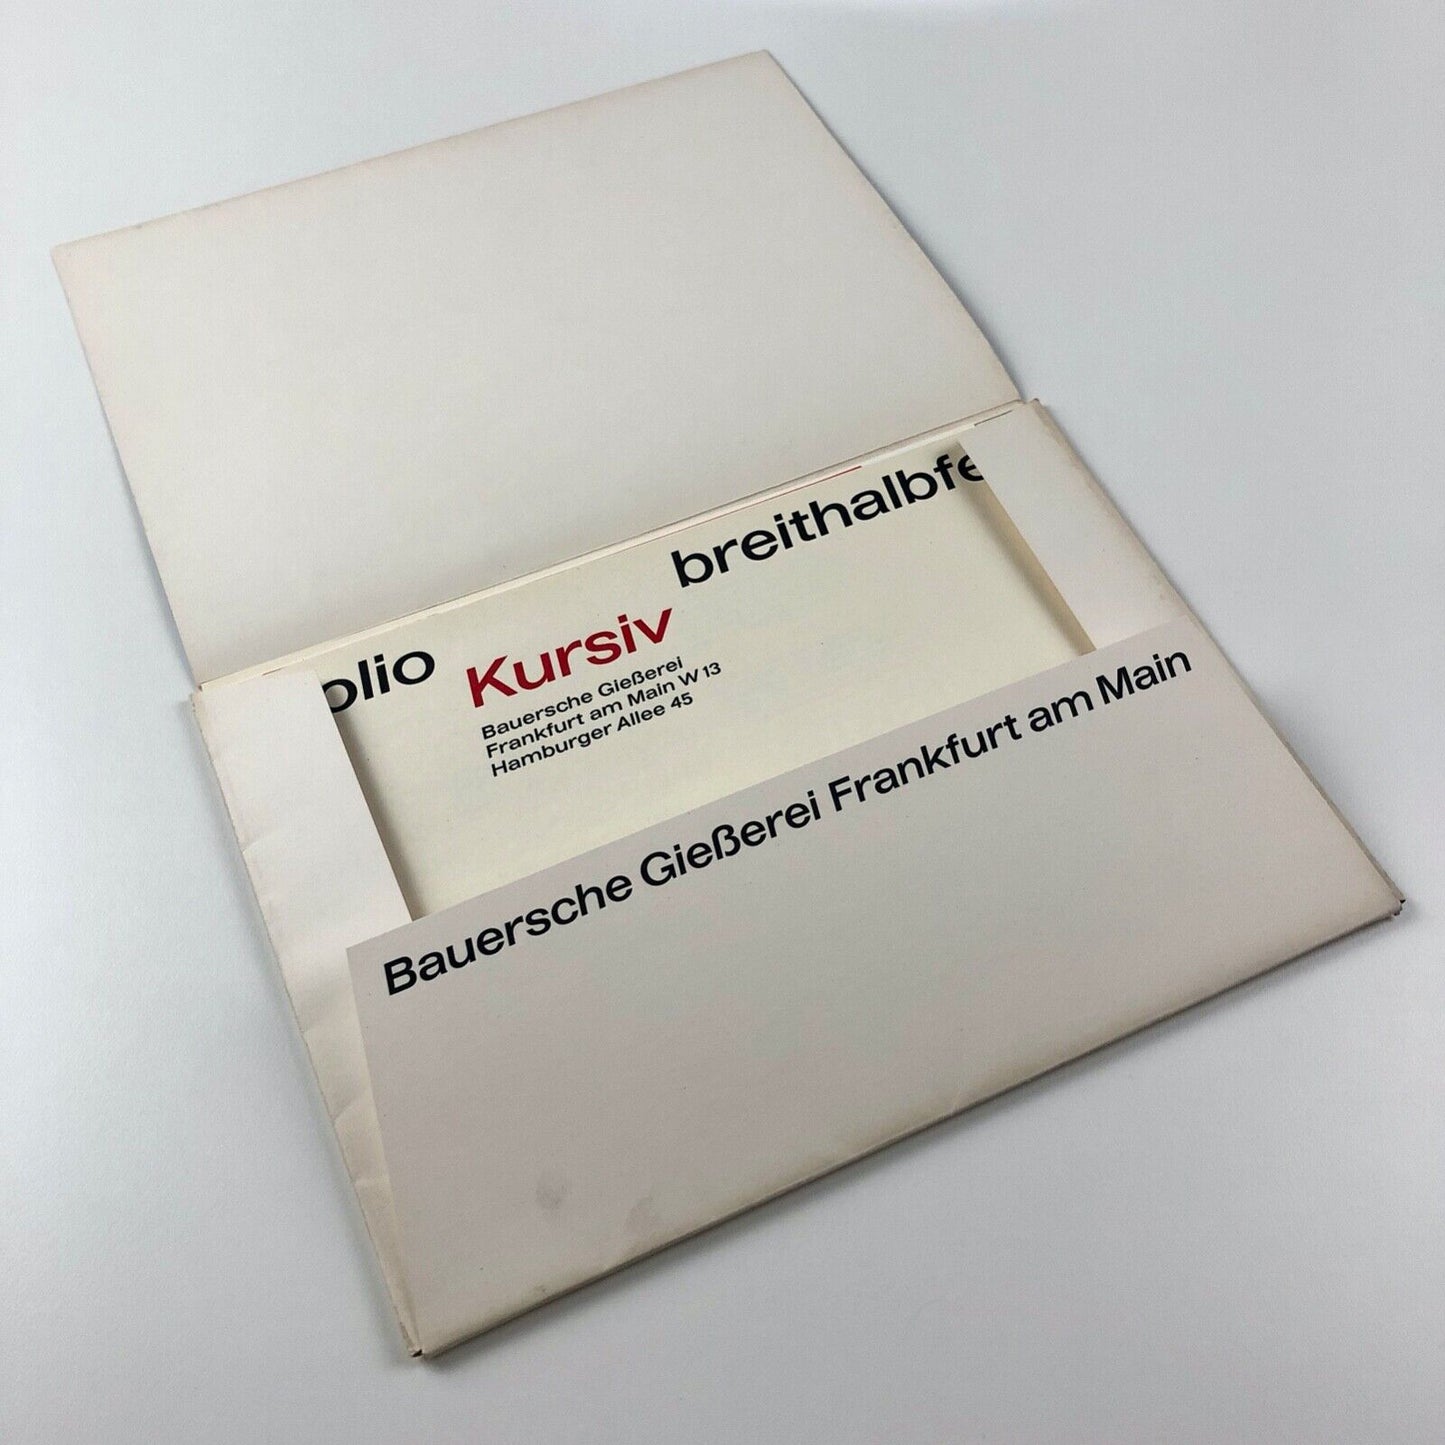 breithalbfe
olio
Kursiv
Bauersche Gießerei
Frankfurt am Main W 13
Hamburger Allee 45
Bauersche Gießerei Frankfurt am Main